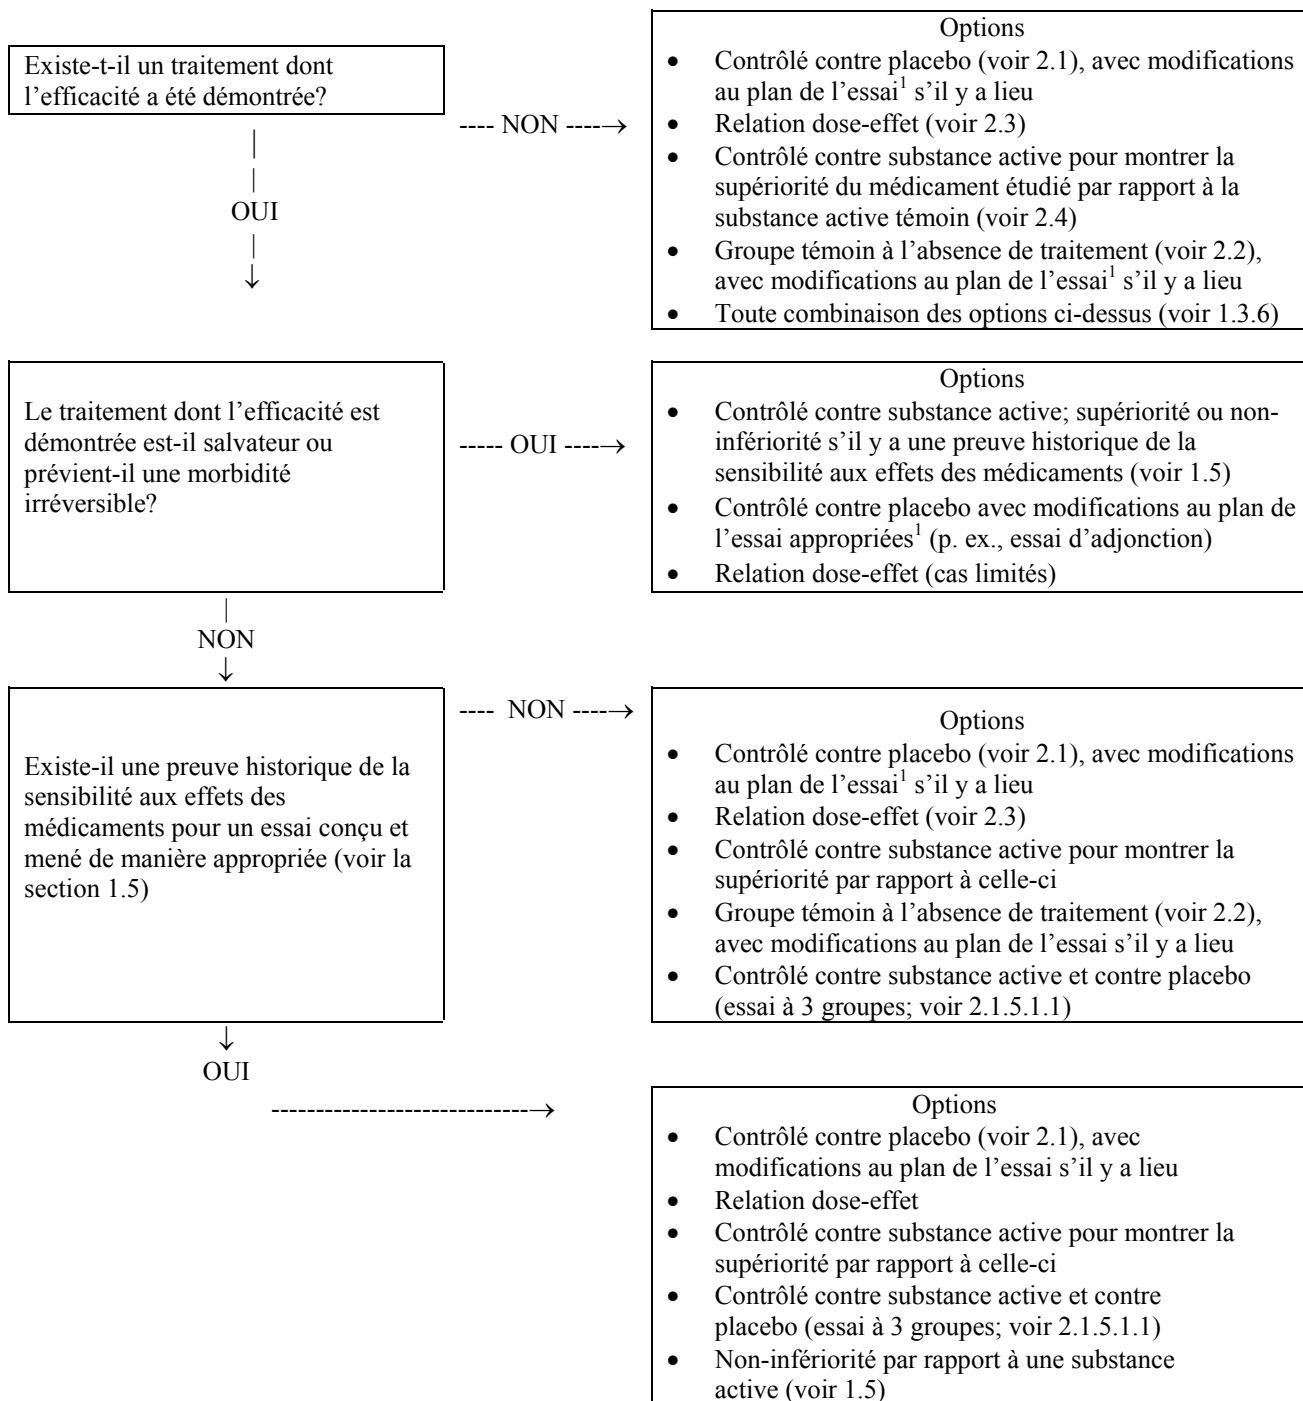 Existe-t-il un traitement dont
l’efficacité a été démontrée?
---- NON ----→
Options
• Contrôlé contre placebo (voir 2.1), avec modifications
au plan de l’essai¹ s’il y a lieu
• Relation dose-effet (voir 2.3)
• Contrôlé contre substance active pour montrer la
supériorité du médicament étudié par rapport à la
substance active témoin (voir 2.4)
• Groupe témoin à l’absence de traitement (voir 2.2),
avec modifications au plan de l’essai¹ s’il y a lieu
• Toute combinaison des options ci-dessus (voir 1.3.6)
|
|
OUI
|
↓
Le traitement dont l’efficacité est
démontrée est-il salvateur ou
prévient-il une morbidité
irréversible?
----- OUI ----→
Options
• Contrôlé contre substance active; supériorité ou non-
infériorité s’il y a une preuve historique de la
sensibilité aux effets des médicaments (voir 1.5)
• Contrôlé contre placebo avec modifications au plan de
l’essai appropriées¹ (p. ex., essai d’adjonction)
• Relation dose-effet (cas limités)
|
NON
↓
Existe-il une preuve historique de la
sensibilité aux effets des
médicaments pour un essai conçu et
mené de manière appropriée (voir la
section 1.5)
---- NON ----→
Options
• Contrôlé contre placebo (voir 2.1), avec modifications
au plan de l’essai¹ s’il y a lieu
• Relation dose-effet (voir 2.3)
• Contrôlé contre substance active pour montrer la
supériorité par rapport à celle-ci
• Groupe témoin à l’absence de traitement (voir 2.2),
avec modifications au plan de l’essai s’il y a lieu
• Contrôlé contre substance active et contre placebo
(essai à 3 groupes; voir 2.1.5.1.1)
↓
OUI
-----------------------------→
Options
• Contrôlé contre placebo (voir 2.1), avec
modifications au plan de l’essai s’il y a lieu
• Relation dose-effet
• Contrôlé contre substance active pour montrer la
supériorité par rapport à celle-ci
• Contrôlé contre substance active et contre
placebo (essai à 3 groupes; voir 2.1.5.1.1)
• Non-infériorité par rapport à une substance
active (voir 1.5)